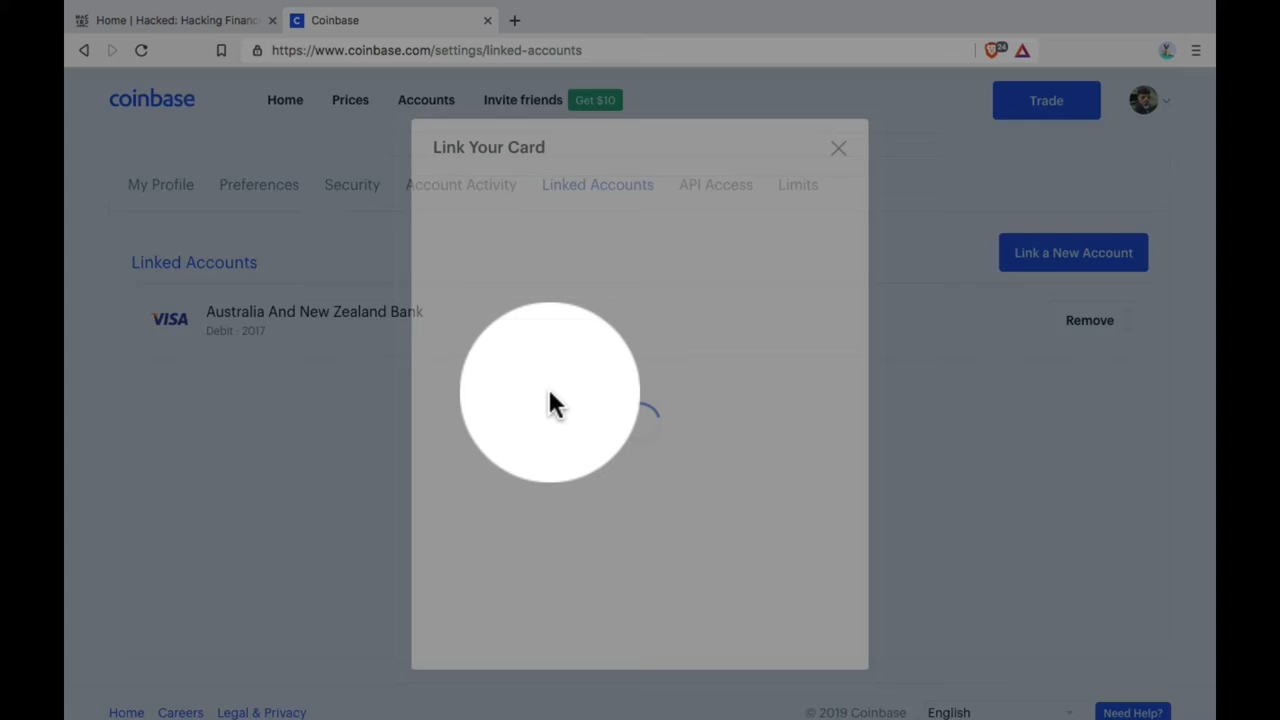 Home | Hacked: Hacking Financ
Coinbase
https://www.coinbase.com/settings/linked-accounts
24
coinbase
Home
Prices
Accounts
Invite friends
Get $10
Trade
Link Your Card
My Profile
Preferences
Security
Account Activity
Linked Accounts
API Access
Limits
Linked Accounts
Link a New Account
VISA
Australia And New Zealand Bank
Debit · 2017
Remove
Home
Careers
Legal & Privacy
© 2019 Coinbase
English
Need Help?